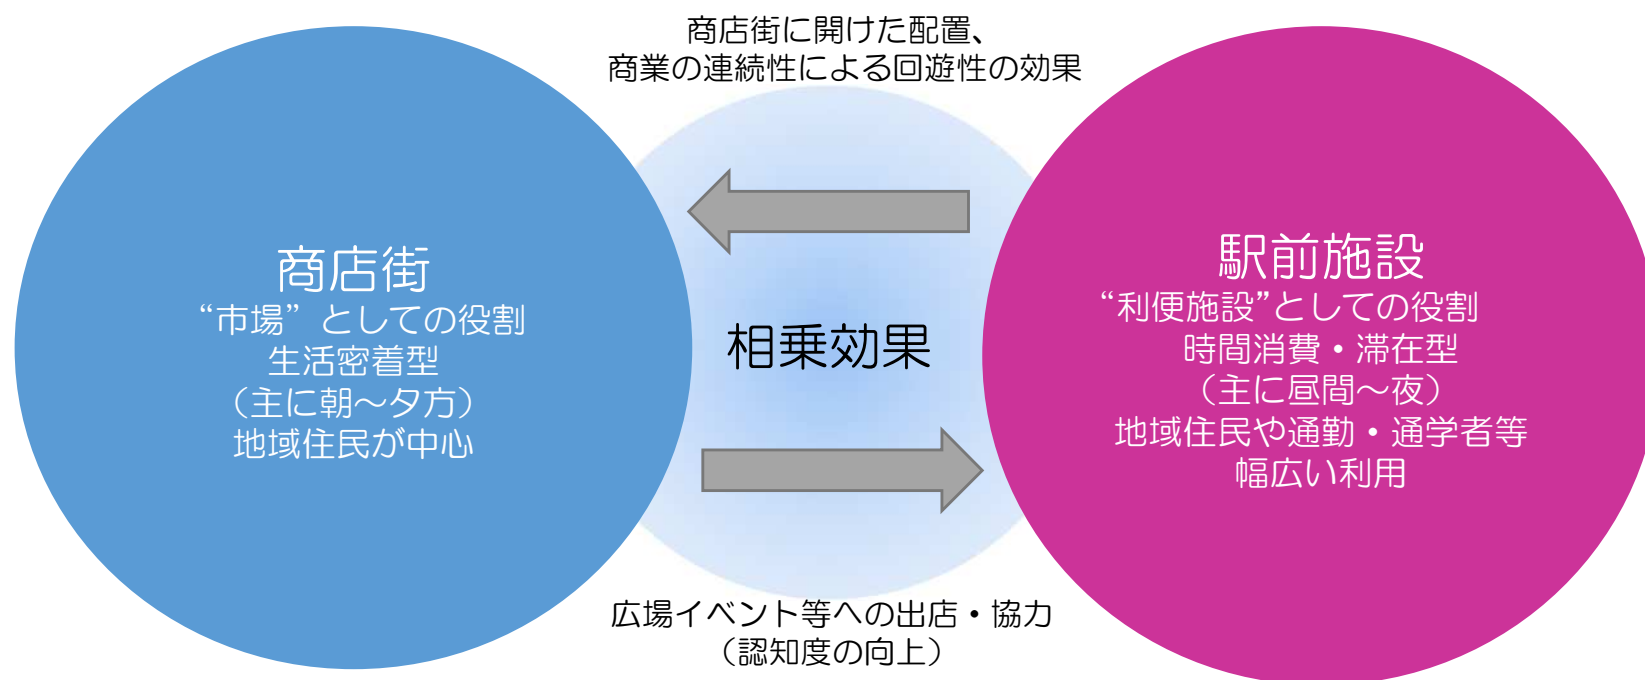 商店街に開けた配置、
商業の連続性による回遊性の効果
商店街
“市場”としての役割
生活密着型
（主に朝～夕方）
地域住民が中心
相乗効果
駅前施設
“利便施設”としての役割
時間消費・滞在型
（主に昼間～夜）
地域住民や通勤・通学者等
幅広い利用
広場イベント等への出店・協力
（認知度の向上）